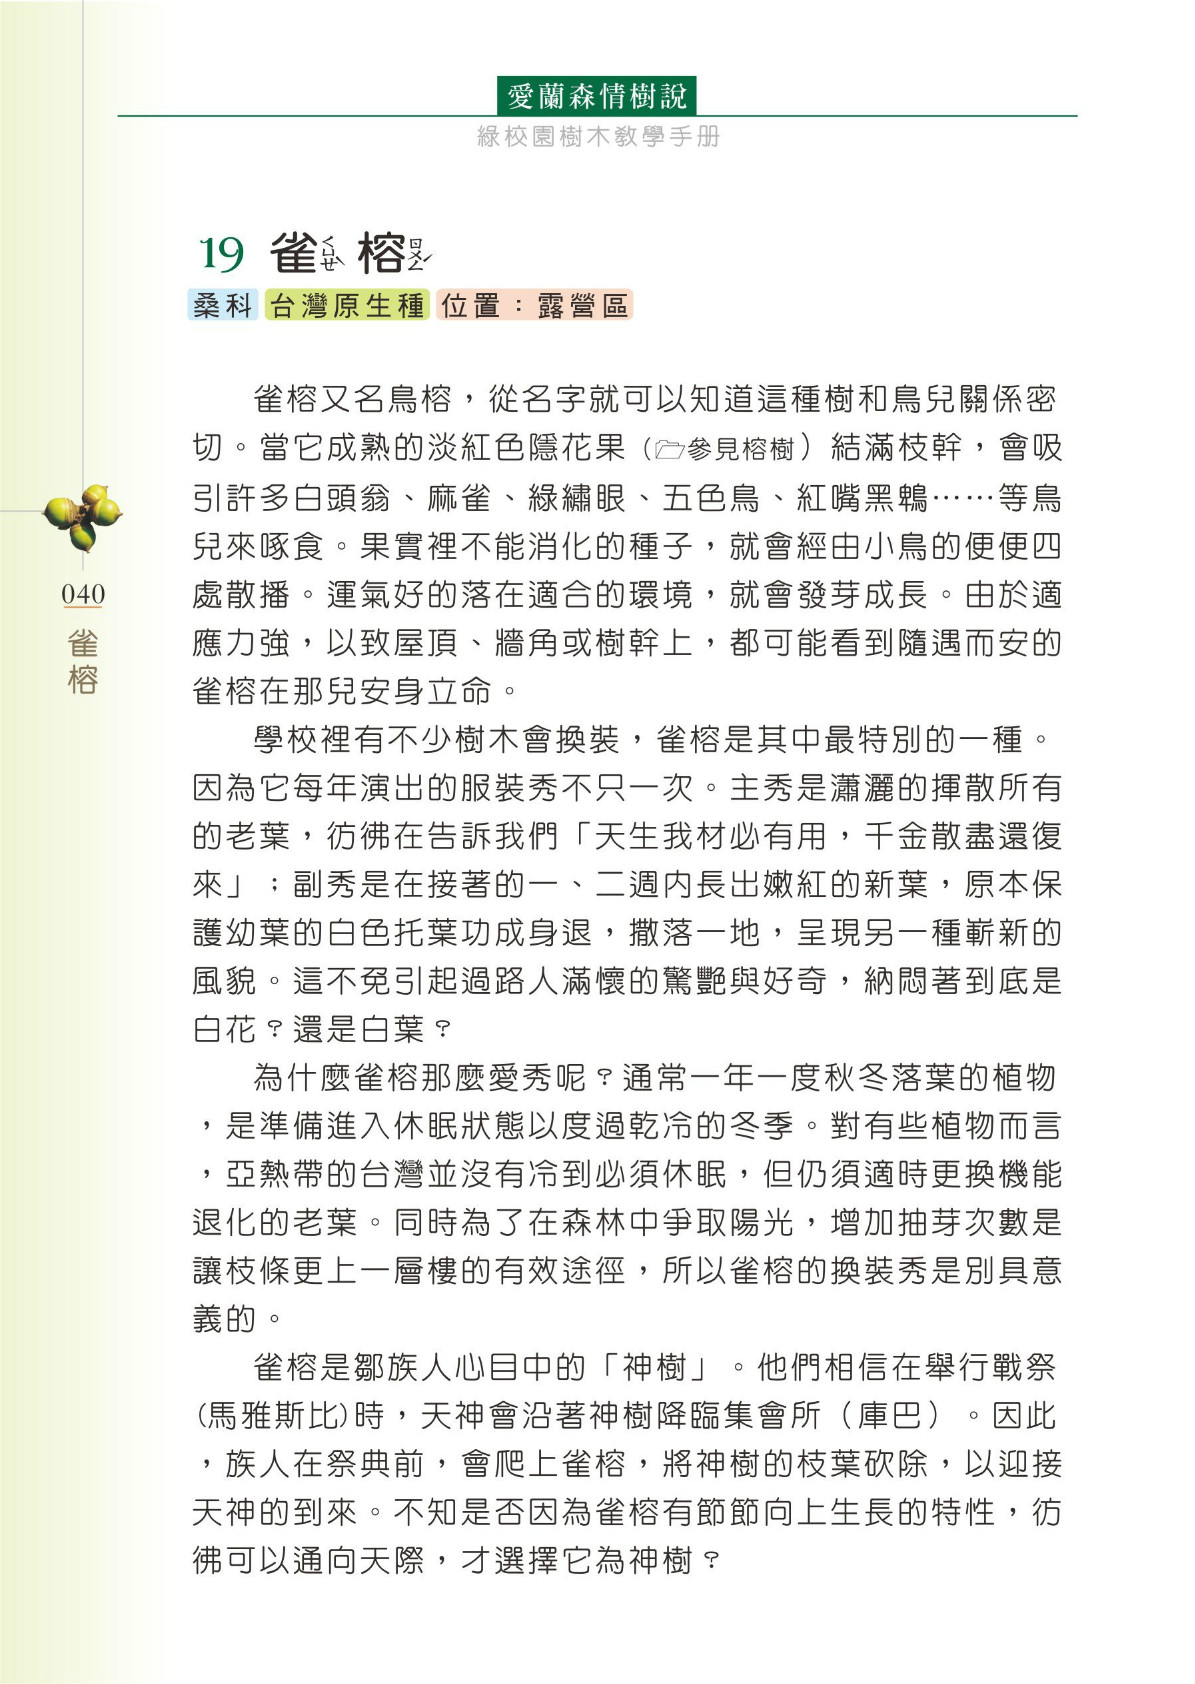 愛蘭森情樹說
綠校園樹木教學手册
19 雀ㄑㄩㄝˋ 榕ㄖㄨㄥˊ
桑科 台灣原生種 位置：露營區
雀榕又名鳥榕，從名字就可以知道這種樹和鳥兒關係密
切。當它成熟的淡紅色隱花果（🗁參見榕樹）結滿枝幹，會吸
引許多白頭翁、麻雀、綠繡眼、五色鳥、紅嘴黑鵯……等鳥
兒來啄食。果實裡不能消化的種子，就會經由小鳥的便便四
處散播。運氣好的落在適合的環境，就會發芽成長。由於適
應力強，以致屋頂、牆角或樹幹上，都可能看到隨遇而安的
雀榕在那兒安身立命。
學校裡有不少樹木會換裝，雀榕是其中最特別的一種。
因為它每年演出的服裝秀不只一次。主秀是瀟灑的揮散所有
的老葉，彷彿在告訴我們「天生我材必有用，千金散盡還復
來」；副秀是在接著的一、二週內長出嫩紅的新葉，原本保
護幼葉的白色托葉功成身退，撒落一地，呈現另一種嶄新的
風貌。這不免引起過路人滿懷的驚艷與好奇，納悶著到底是
白花？還是白葉？
為什麼雀榕那麼愛秀呢？通常一年一度秋冬落葉的植物
，是準備進入休眠狀態以度過乾冷的冬季。對有些植物而言
，亞熱帶的台灣並沒有冷到必須休眠，但仍須適時更換機能
退化的老葉。同時為了在森林中爭取陽光，增加抽芽次數是
讓枝條更上一層樓的有效途徑，所以雀榕的換裝秀是別具意
義的。
雀榕是鄒族人心目中的「神樹」。他們相信在舉行戰祭
(馬雅斯比)時，天神會沿著神樹降臨集會所（庫巴）。因此
，族人在祭典前，會爬上雀榕，將神樹的枝葉砍除，以迎接
天神的到來。不知是否因為雀榕有節節向上生長的特性，彷
彿可以通向天際，才選擇它為神樹？
040
雀榕